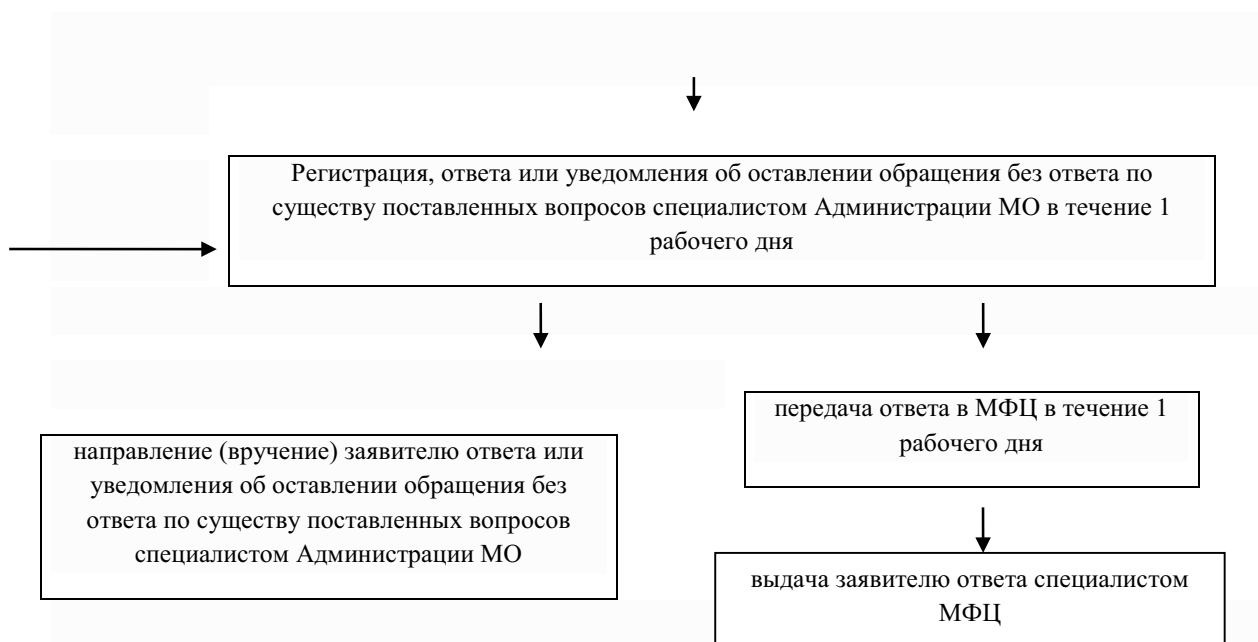 Регистрация, ответа или уведомления об оставлении обращения без ответа по
существу поставленных вопросов специалистом Администрации МО в течение 1
рабочего дня
направление (вручение) заявителю ответа или
уведомления об оставлении обращения без
ответа по существу поставленных вопросов
специалистом Администрации МО
передача ответа в МФЦ в течение 1
рабочего дня
выдача заявителю ответа специалистом
МФЦ